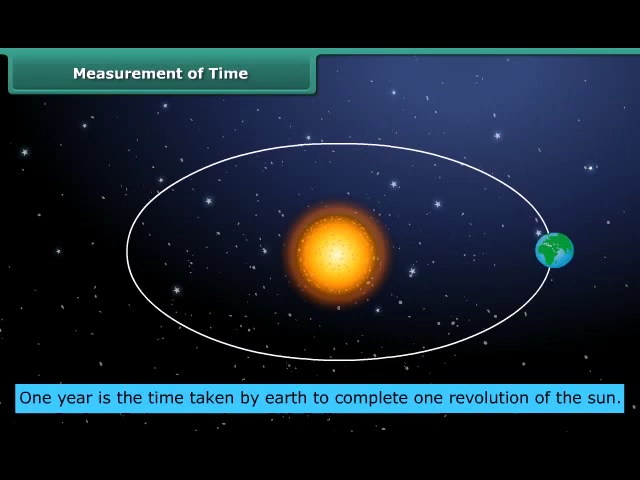 Measurement of Time
One year is the time taken by earth to complete one revolution of the sun.